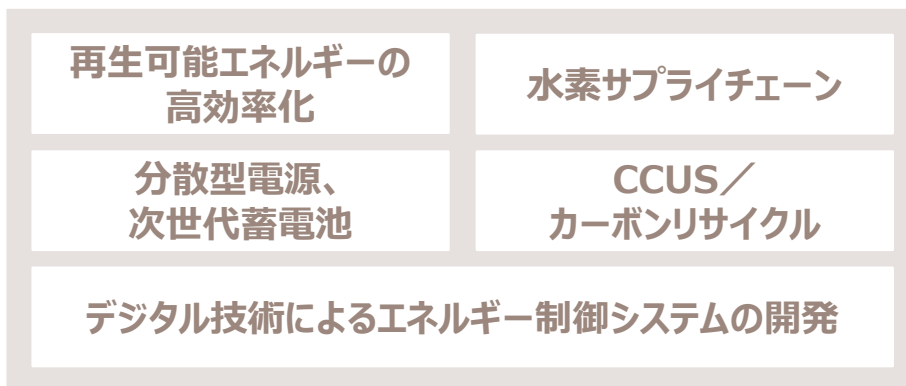 再生可能エネルギーの
高効率化
水素サプライチェーン
分散型電源、
次世代蓄電池
CCUS／
カーボンリサイクル
デジタル技術によるエネルギー制御システムの開発